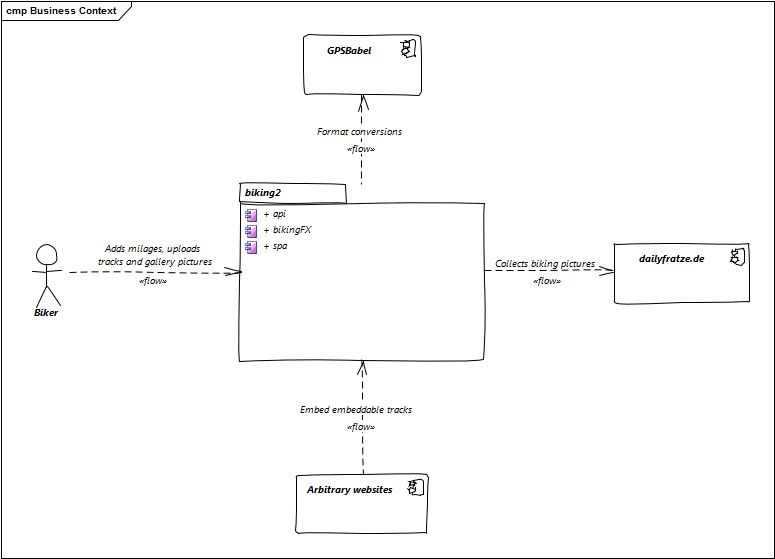 cmp Business Context
GPSBabel
Format conversions
«flow»
biking2
+ api
+ bikingFX
+ spa
Adds milages, uploads
tracks and gallery pictures
«flow»
Biker
Collects biking pictures
«flow»
dailyfratze.de
Embed embeddable tracks
«flow»
Arbitrary websites